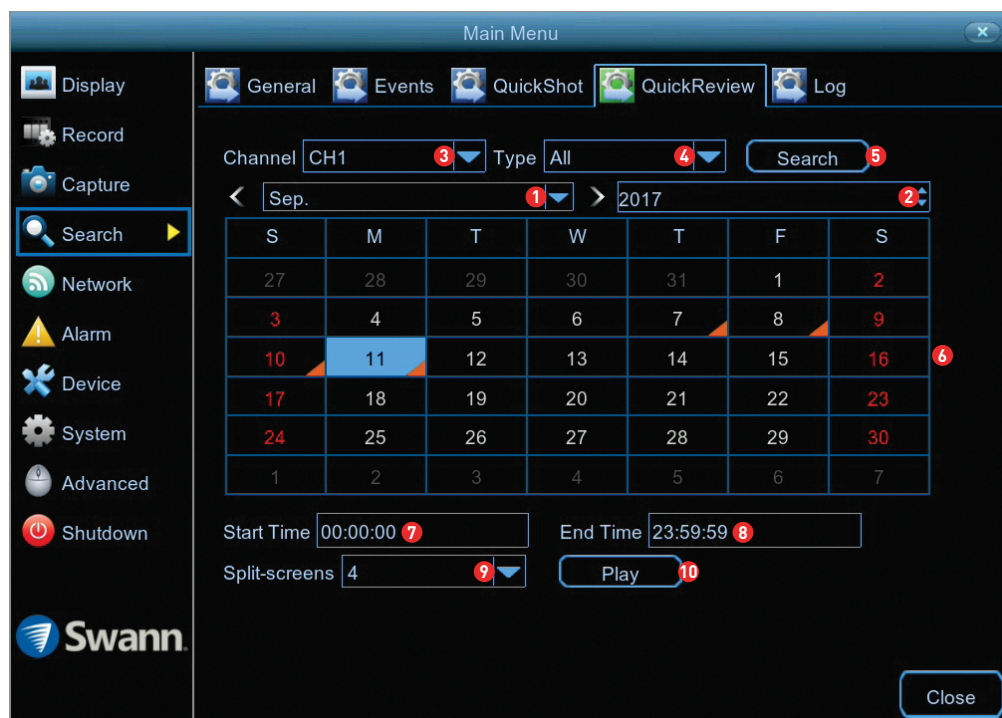 Main Menu
Display
Record
Capture
Search
Network
Alarm
Device
System
Advanced
Shutdown
Swann.
General Events QuickShot QuickReview Log
Channel CH1 3 Type All 4 Search 5
Sep. 1 2017 2
S M T W T F S
27 28 29 30 31 1 2
3 4 5 6 7 8 9
10 11 12 13 14 15 16 6
17 18 19 20 21 22 23
24 25 26 27 28 29 30
1 2 3 4 5 6 7
Start Time 00:00:00 7 End Time 23:59:59 8
Split-screens 4 9 Play 10
Close